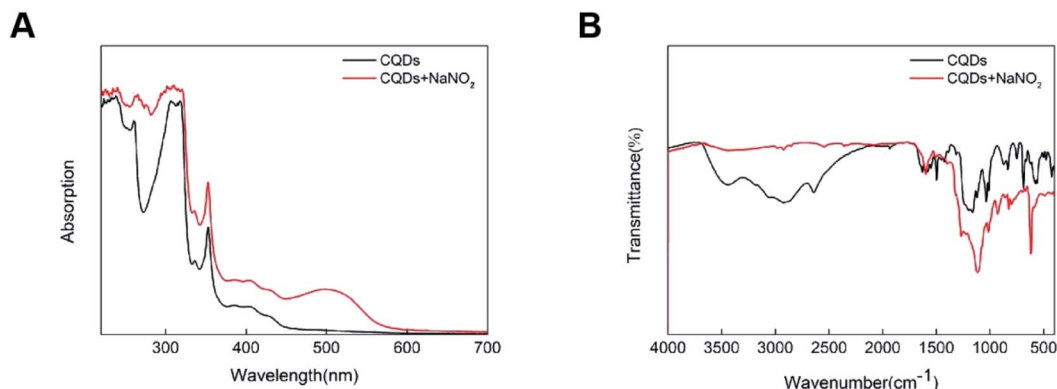 A
B
CQDs
CQDs+NaNO₂
CQDs
CQDs+NaNO₂
Absorption
Transmittance(%)
300 400 500 600 700
4000 3500 3000 2500 2000 1500 1000 500
Wavelength(nm)
Wavenumber(cm⁻¹)